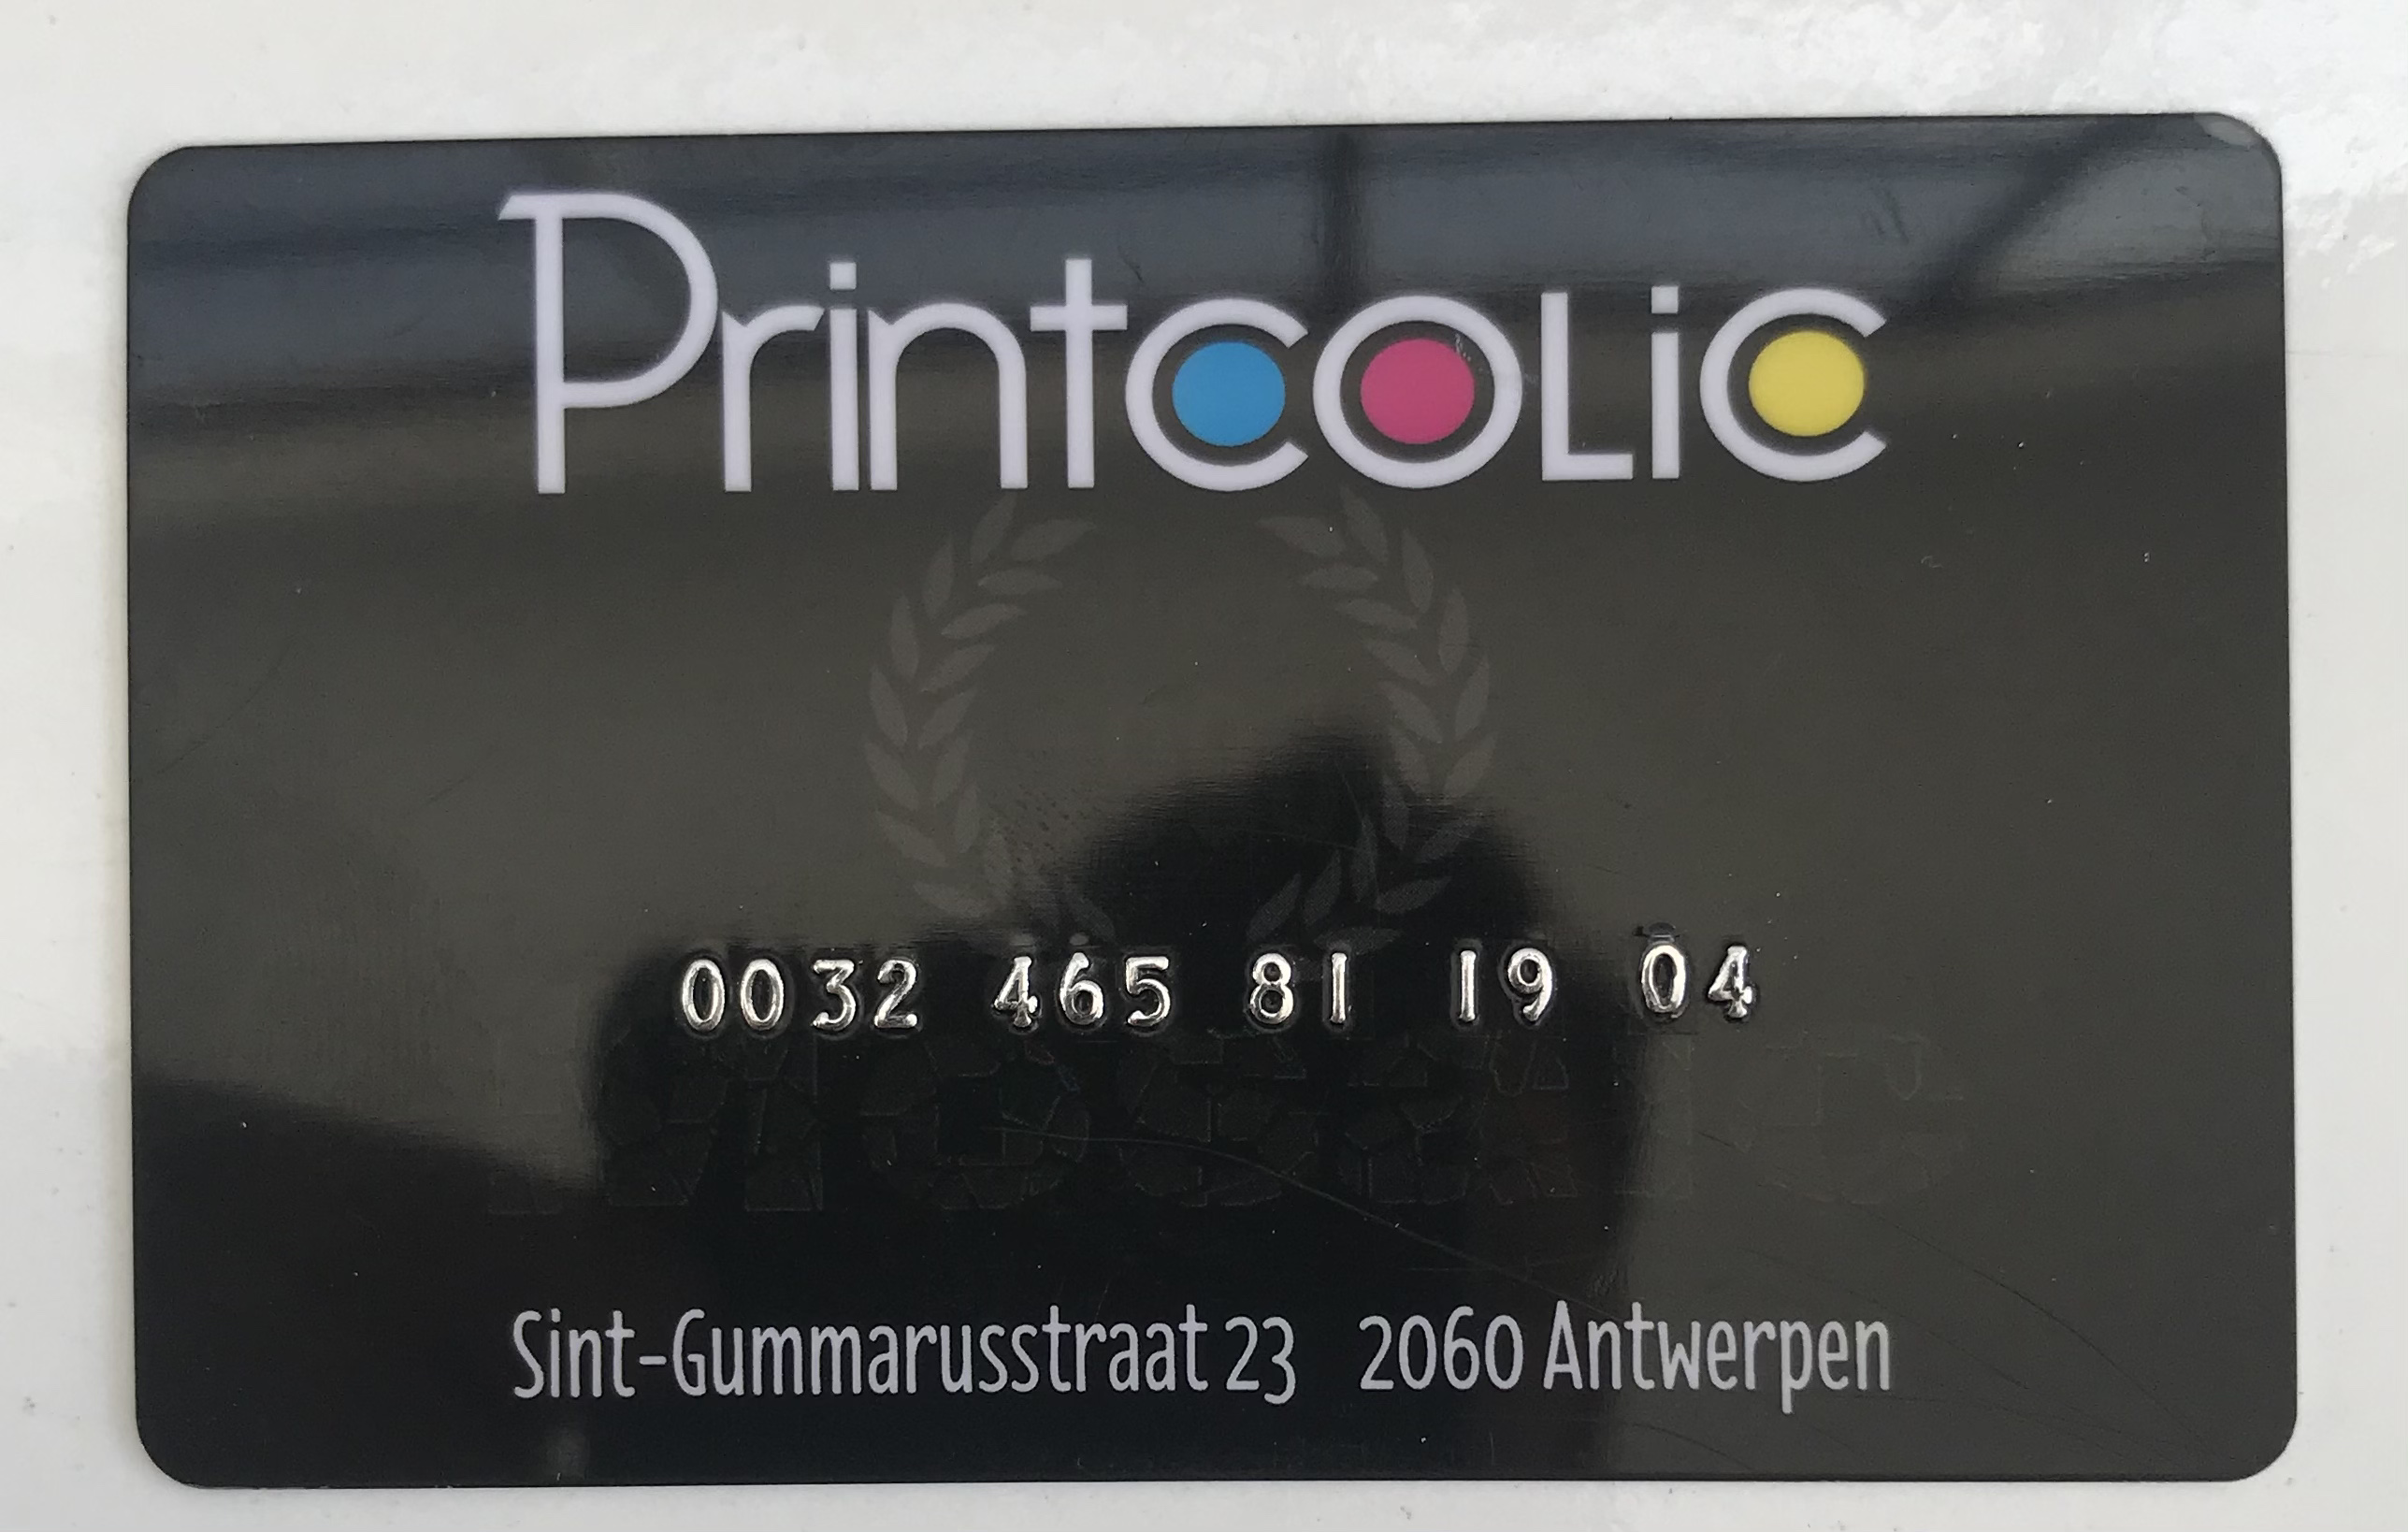 Printcolic
0032 465 81 19 04
Sint-Gummarusstraat 23 2060 Antwerpen